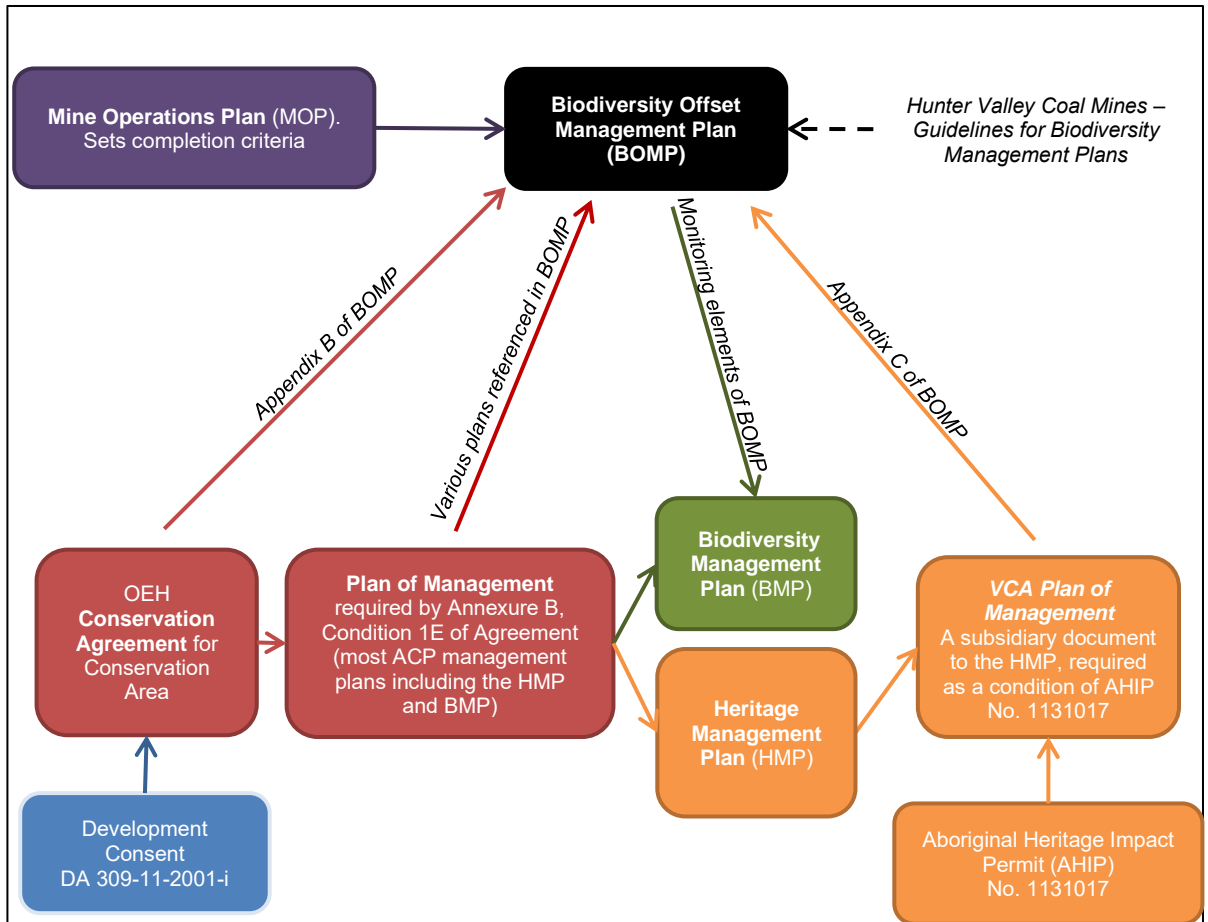 Mine Operations Plan (MOP).
Sets completion criteria
Biodiversity Offset
Management Plan
(BOMP)
Hunter Valley Coal Mines –
Guidelines for Biodiversity
Management Plans
Appendix B of BOMP
Various plans referenced in BOMP
Monitoring elements of BOMP
Appendix C of BOMP
OEH
Conservation
Agreement for
Conservation
Area
Plan of Management
required by Annexure B,
Condition 1E of Agreement
(most ACP management
plans including the HMP
and BMP)
Biodiversity
Management
Plan (BMP)
Heritage
Management
Plan (HMP)
VCA Plan of
Management
A subsidiary document
to the HMP, required
as a condition of AHIP
No. 1131017
Development
Consent
DA 309-11-2001-i
Aboriginal Heritage Impact
Permit (AHIP)
No. 1131017